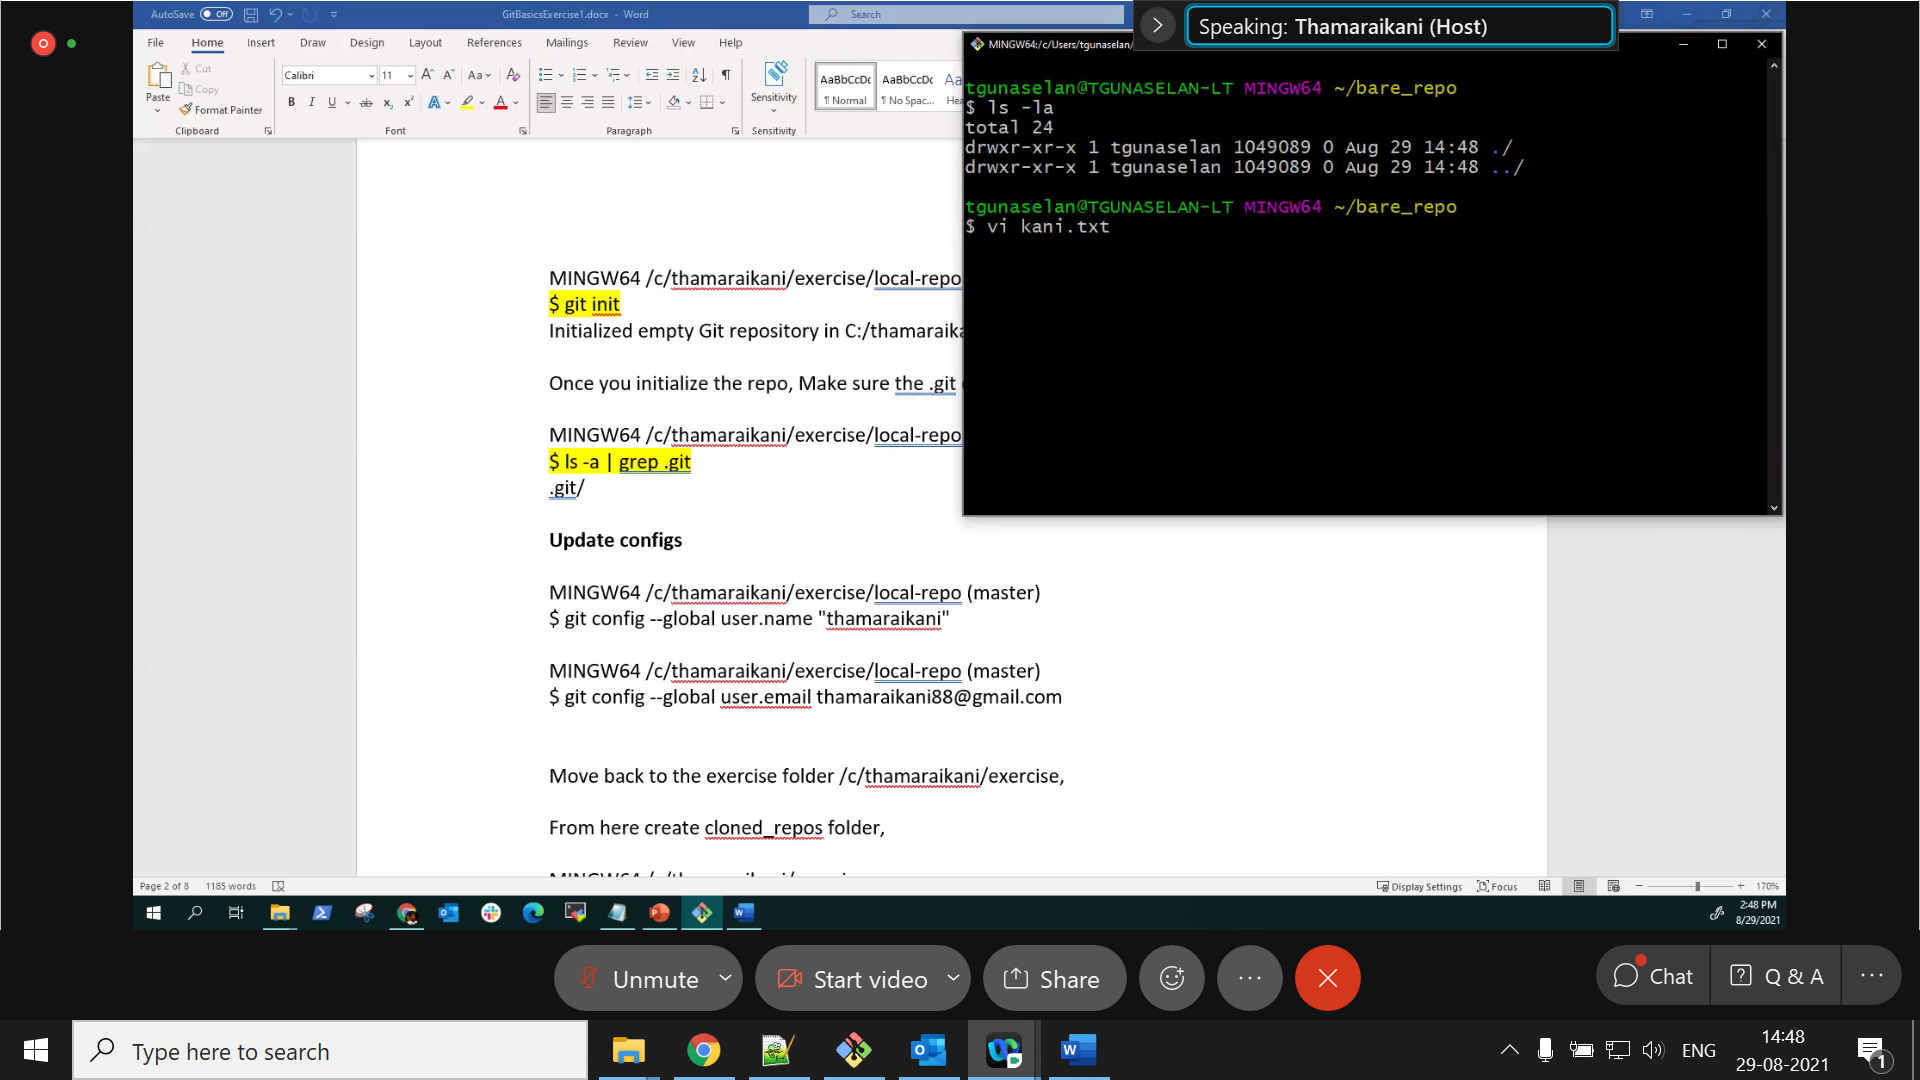 AutoSave Off
GitBasicsExercise1.docx - Word
Search
Speaking: Thamaraikani (Host)
File Home Insert Draw Design Layout References Mailings Review View Help
Paste
Cut
Copy
Format Painter
Clipboard
Calibri 11
Font
Paragraph
Sensitivity
Sensitivity
AaBbCcDc
¶ Normal
AaBbCcDc
¶ No Spac...
MINGW64:/c/Users/tgunaselan/
tgunaselan@TGUNASELAN-LT MINGW64 ~/bare_repo
$ ls -la
total 24
drwxr-xr-x 1 tgunaselan 1049089 0 Aug 29 14:48 ./
drwxr-xr-x 1 tgunaselan 1049089 0 Aug 29 14:48 ../
tgunaselan@TGUNASELAN-LT MINGW64 ~/bare_repo
$ vi kani.txt
MINGW64 /c/thamaraikani/exercise/local-repo
$ git init
Initialized empty Git repository in C:/thamaraika
Once you initialize the repo, Make sure the .git
MINGW64 /c/thamaraikani/exercise/local-repo
$ ls -a | grep .git
.git/
Update configs
MINGW64 /c/thamaraikani/exercise/local-repo (master)
$ git config --global user.name "thamaraikani"
MINGW64 /c/thamaraikani/exercise/local-repo (master)
$ git config --global user.email thamaraikani88@gmail.com
Move back to the exercise folder /c/thamaraikani/exercise,
From here create cloned_repos folder,
Page 2 of 8 1185 words
Display Settings Focus 170%
2:48 PM
8/29/2021
Unmute
Start video
Share
Chat
Q & A
Type here to search
ENG
14:48
29-08-2021
1